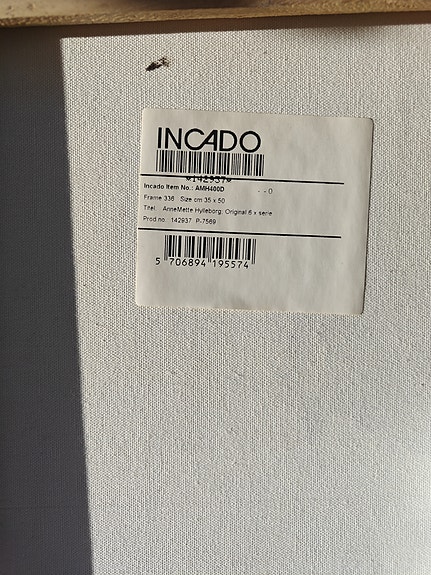 INCADO
*142937*
Incado Item No.: AMH400D - - 0
Frame 336 Size cm 35 x 50
Titel: AnneMette Hylleborg: Original 6 x serie
Prod.no. 142937 P-7569
5 706894 195574